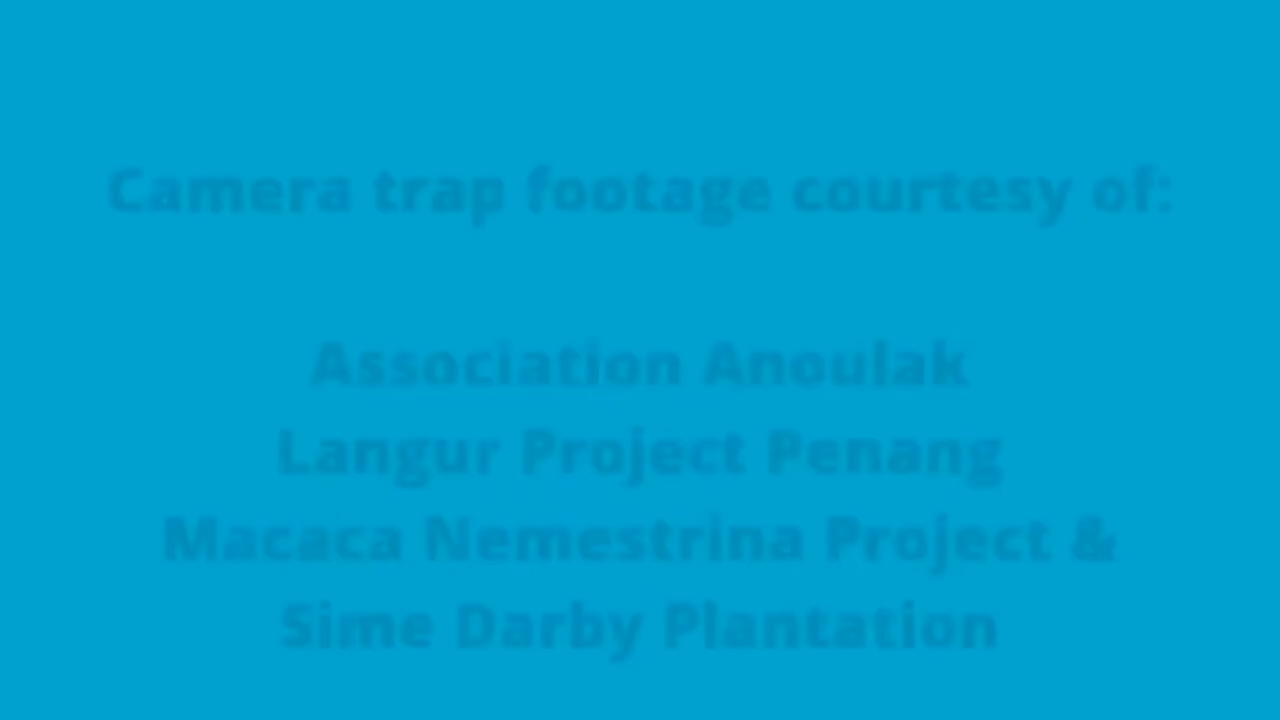 Camera trap footage courtesy of:
Association Anoulak
Langur Project Penang
Macaca Nemestrina Project &
Sime Darby Plantation